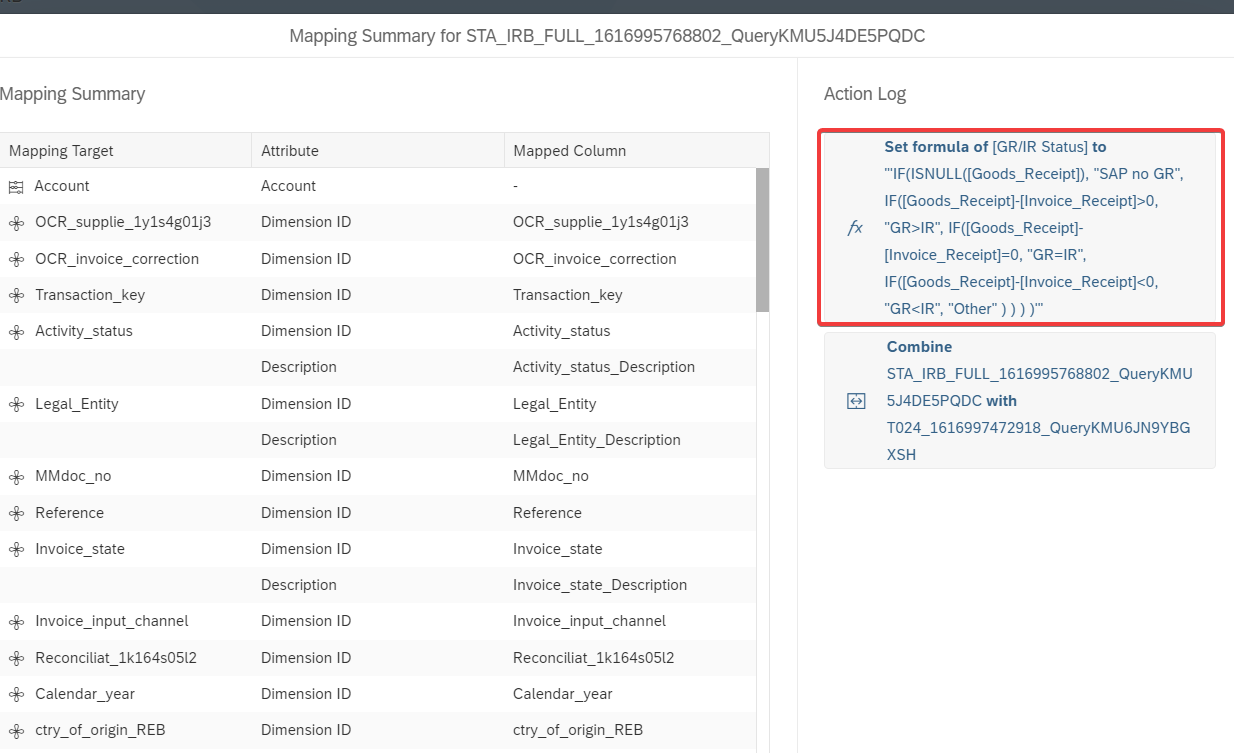 Mapping Summary for STA_IRB_FULL_1616995768802_QueryKMU5J4DE5PQDC
Mapping Summary
Mapping Target Attribute Mapped Column
Account Account -
OCR_supplie_1y1s4g01j3 Dimension ID OCR_supplie_1y1s4g01j3
OCR_invoice_correction Dimension ID OCR_invoice_correction
Transaction_key Dimension ID Transaction_key
Activity_status Dimension ID Activity_status
Description Activity_status_Description
Legal_Entity Dimension ID Legal_Entity
Description Legal_Entity_Description
MMdoc_no Dimension ID MMdoc_no
Reference Dimension ID Reference
Invoice_state Dimension ID Invoice_state
Description Invoice_state_Description
Invoice_input_channel Dimension ID Invoice_input_channel
Reconciliat_1k164s05l2 Dimension ID Reconciliat_1k164s05l2
Calendar_year Dimension ID Calendar_year
ctry_of_origin_REB Dimension ID ctry_of_origin_REB
Action Log
fx
Set formula of [GR/IR Status] to
"'IF(ISNULL([Goods_Receipt]), "SAP no GR",
IF([Goods_Receipt]-[Invoice_Receipt]>0,
"GR>IR", IF([Goods_Receipt]-
[Invoice_Receipt]=0, "GR=IR",
IF([Goods_Receipt]-[Invoice_Receipt]<0,
"GR<IR", "Other" ) ) ) )'"
Combine
STA_IRB_FULL_1616995768802_QueryKMU
5J4DE5PQDC with
T024_1616997472918_QueryKMU6JN9YBG
XSH